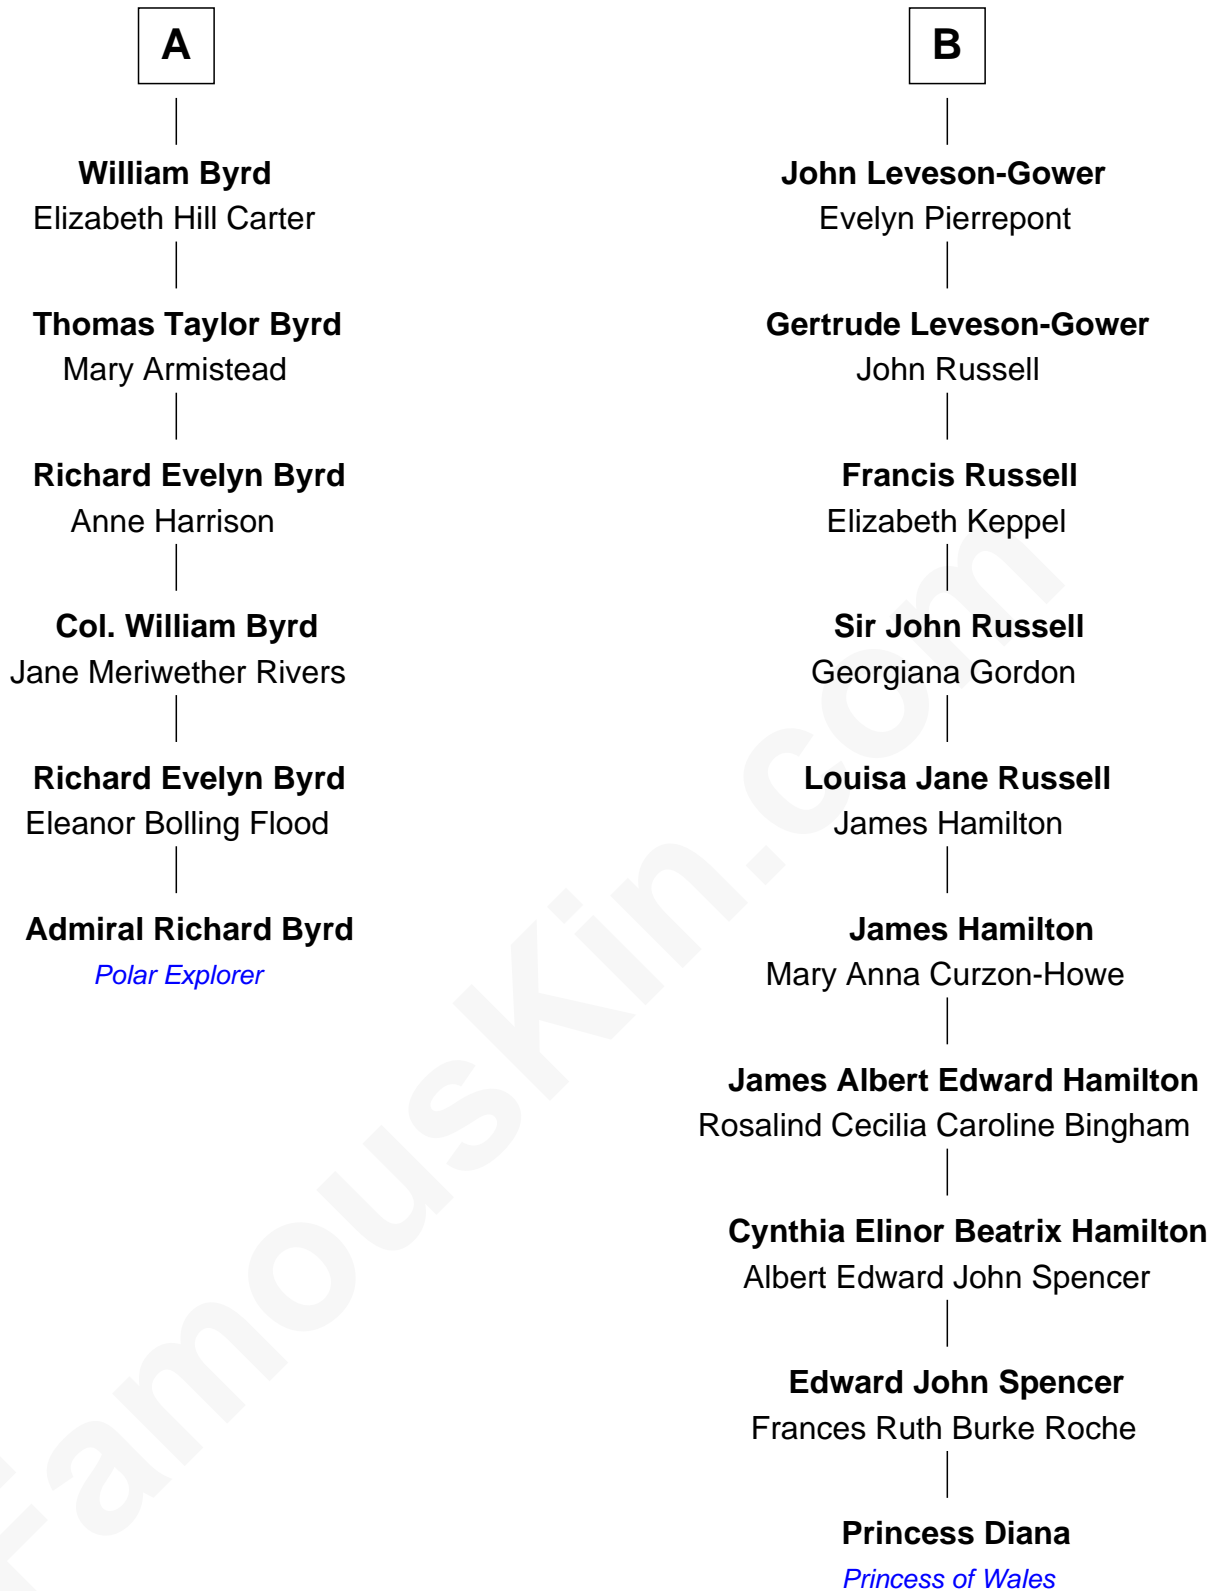 A
William Byrd
Elizabeth Hill Carter
Thomas Taylor Byrd
Mary Armistead
Richard Evelyn Byrd
Anne Harrison
Col. William Byrd
Jane Meriwether Rivers
Richard Evelyn Byrd
Eleanor Bolling Flood
Admiral Richard Byrd
Polar Explorer
B
John Leveson-Gower
Evelyn Pierrepont
Gertrude Leveson-Gower
John Russell
Francis Russell
Elizabeth Keppel
Sir John Russell
Georgiana Gordon
Louisa Jane Russell
James Hamilton
James Hamilton
Mary Anna Curzon-Howe
James Albert Edward Hamilton
Rosalind Cecilia Caroline Bingham
Cynthia Elinor Beatrix Hamilton
Albert Edward John Spencer
Edward John Spencer
Frances Ruth Burke Roche
Princess Diana
Princess of Wales
FamousKin.com